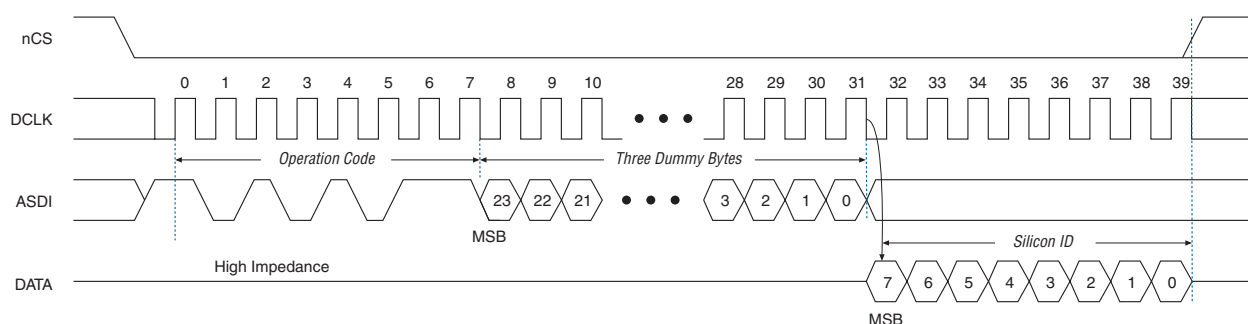 nCS
0 1 2 3 4 5 6 7 8 9 10 28 29 30 31 32 33 34 35 36 37 38 39
DCLK
Operation Code
Three Dummy Bytes
ASDI
23 22 21 3 2 1 0
MSB
Silicon ID
High Impedance
DATA
7 6 5 4 3 2 1 0
MSB